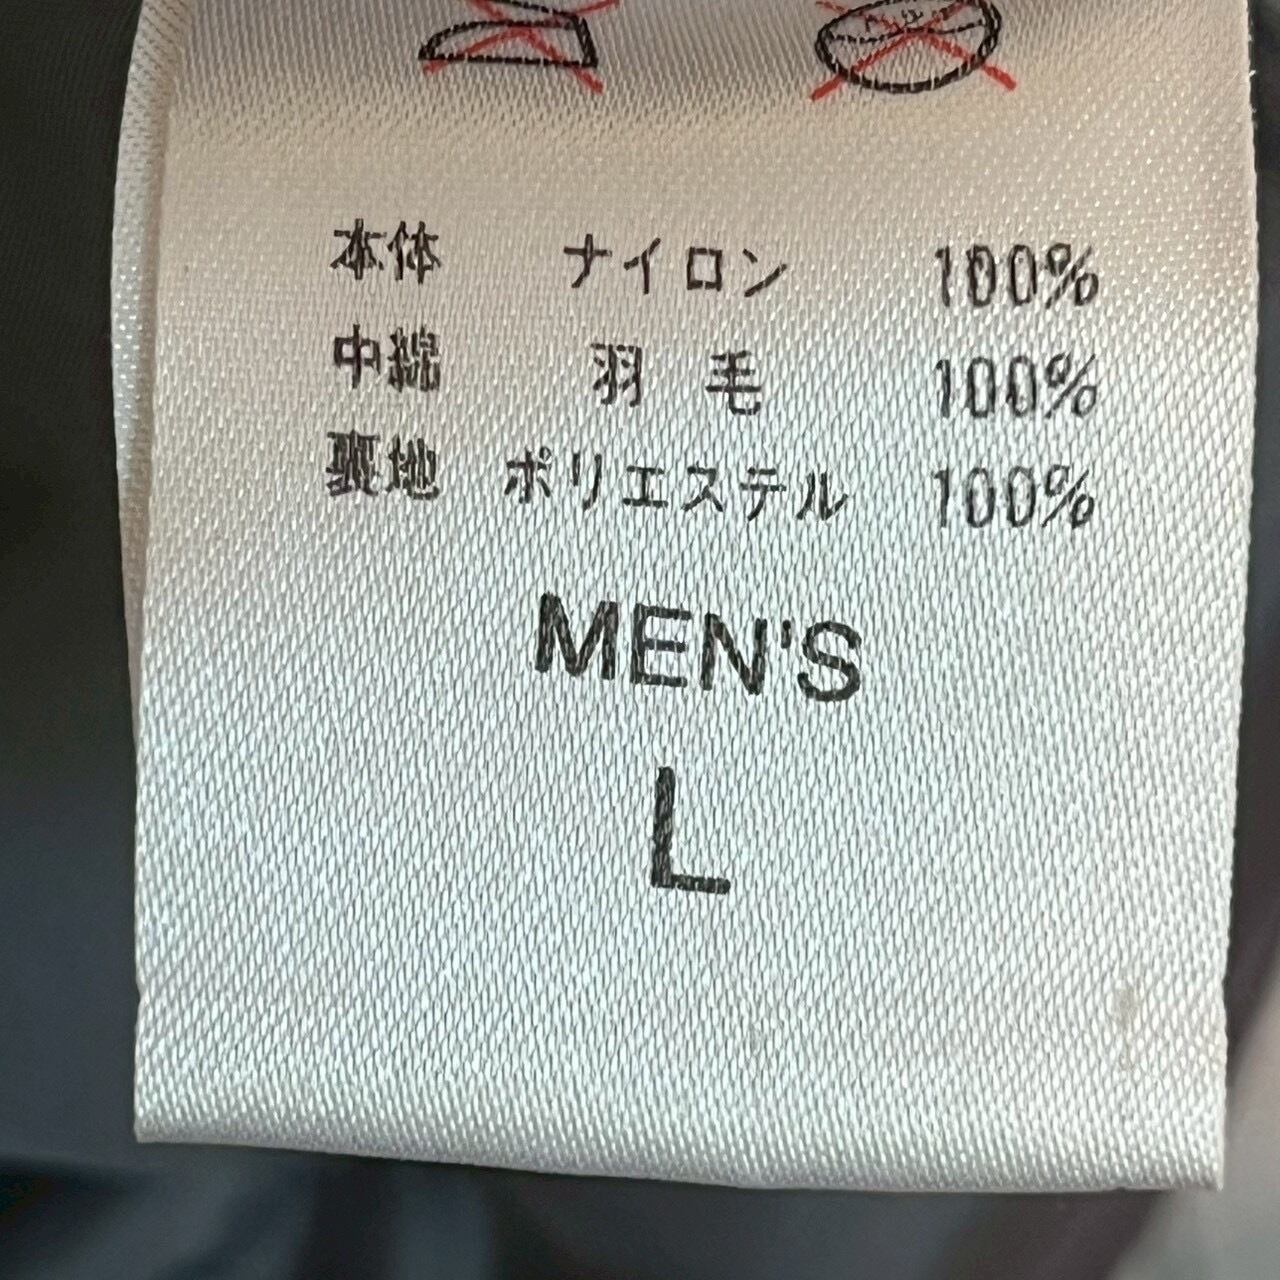 本体 ナイロン 100%
中綿 羽毛 100%
裏地 ポリエステル 100%
MEN'S
L